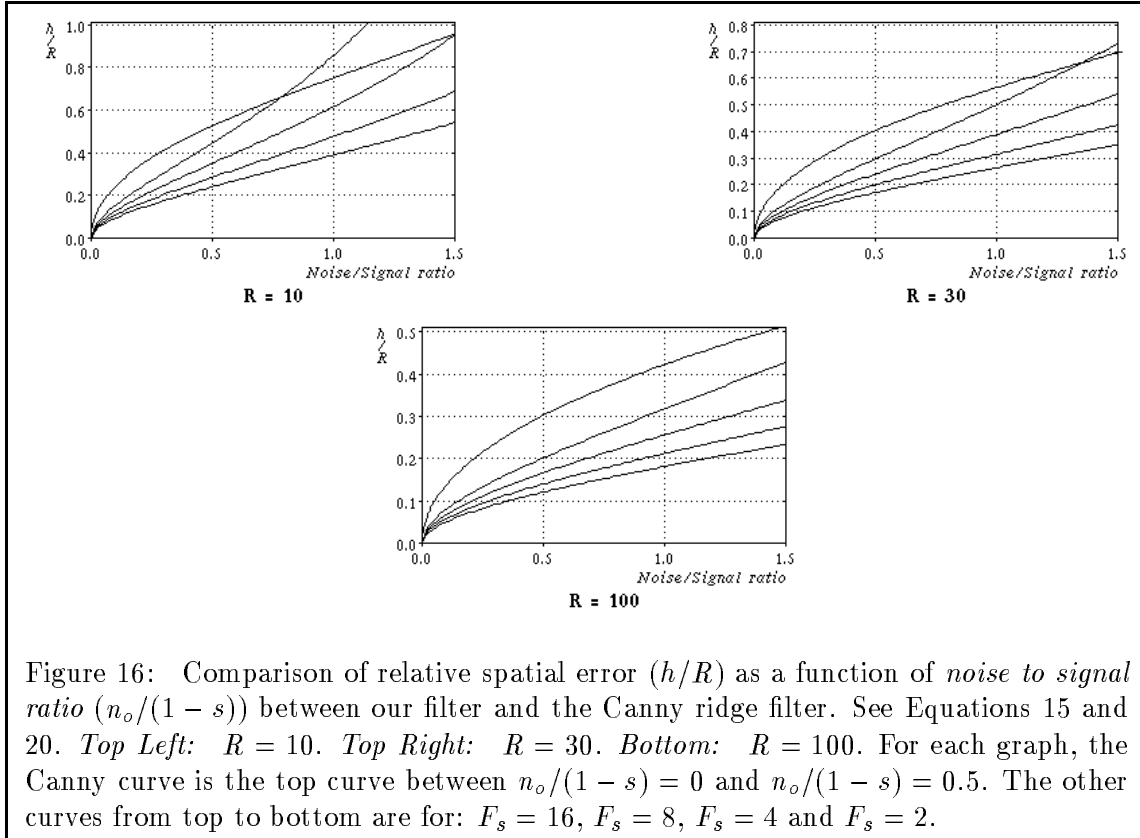 h
/
R
1.0
0.8
0.6
0.4
0.2
0.0
0.0 0.5 1.0 1.5
Noise/Signal ratio
R = 10
h
/
R
0.8
0.7
0.6
0.5
0.4
0.3
0.2
0.1
0.0
0.0 0.5 1.0 1.5
Noise/Signal ratio
R = 30
h
/
R
0.5
0.4
0.3
0.2
0.1
0.0
0.0 0.5 1.0 1.5
Noise/Signal ratio
R = 100
Figure 16: Comparison of relative spatial error (h/R) as a function of noise to signal
ratio (nₒ/(1 − s)) between our filter and the Canny ridge filter. See Equations 15 and
20. Top Left: R = 10. Top Right: R = 30. Bottom: R = 100. For each graph, the
Canny curve is the top curve between nₒ/(1 − s) = 0 and nₒ/(1 − s) = 0.5. The other
curves from top to bottom are for: Fₛ = 16, Fₛ = 8, Fₛ = 4 and Fₛ = 2.